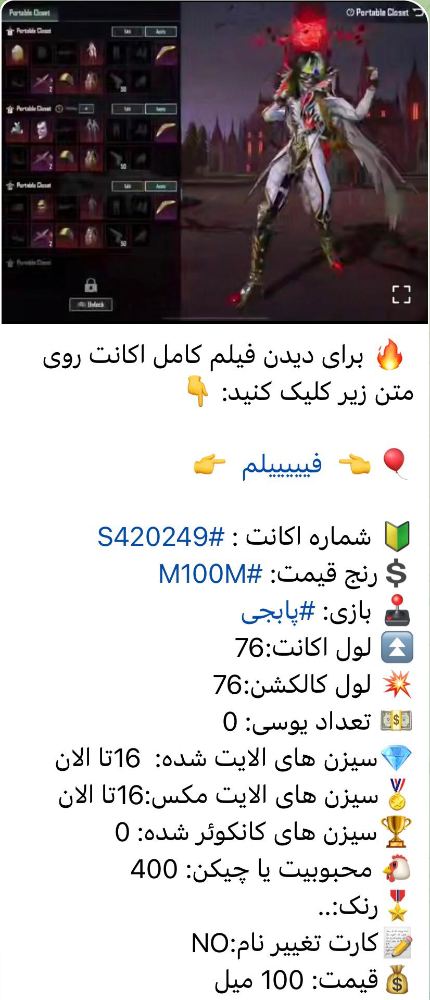 Portable Closet
Portable Closet
Portable Closet
Edit
Apply
2
50
Portable Closet
+
Edit
Apply
2
50
Portable Closet
Edit
Apply
2
50
Portable Closet
Unlock
🔥 برای دیدن فیلم کامل اکانت روی
متن زیر کلیک کنید: 👇
🎈 👈 فیییییلم 👉
🔰 شماره اکانت : #S420249
💲رنج قیمت: #M100M
🕹 بازی: #پابجی
⏫ لول اکانت:76
💥 لول کالکشن:76
💵 تعداد یوسی: 0
💎سیزن های الایت شده: 16تا الان
🏅سیزن های الایت مکس:16تا الان
🏆سیزن های کانکوئر شده: 0
🐔 محبوبیت یا چیکن: 400
🎖رنک:..
📝کارت تغییر نام:NO
💰قیمت: 100 میل